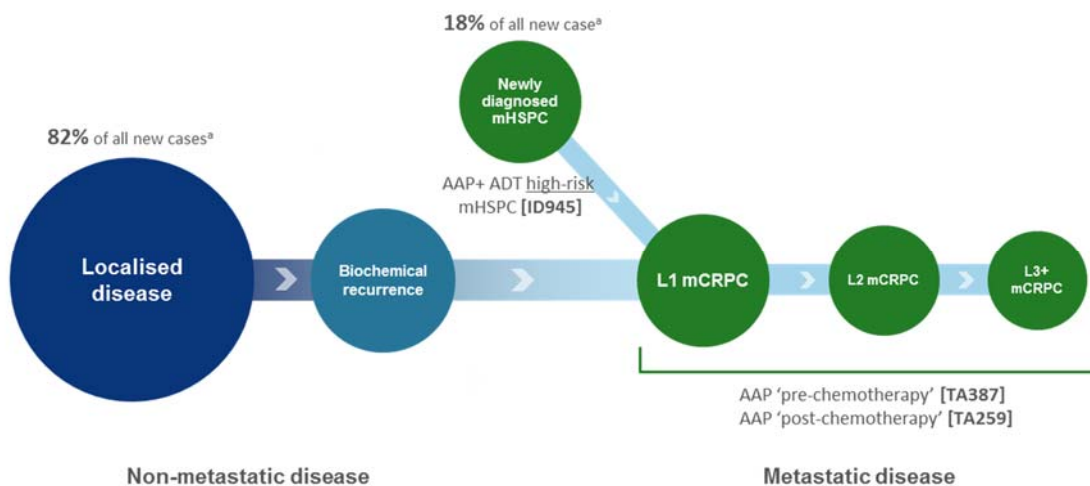 18% of all new caseᵃ
Newly
diagnosed
mHSPC
82% of all new casesᵃ
AAP+ ADT high-risk
mHSPC [ID945]
Localised
disease
Biochemical
recurrence
L1 mCRPC
L2 mCRPC
L3+
mCRPC
AAP ‘pre-chemotherapy’ [TA387]
AAP ‘post-chemotherapy’ [TA259]
Non-metastatic disease
Metastatic disease